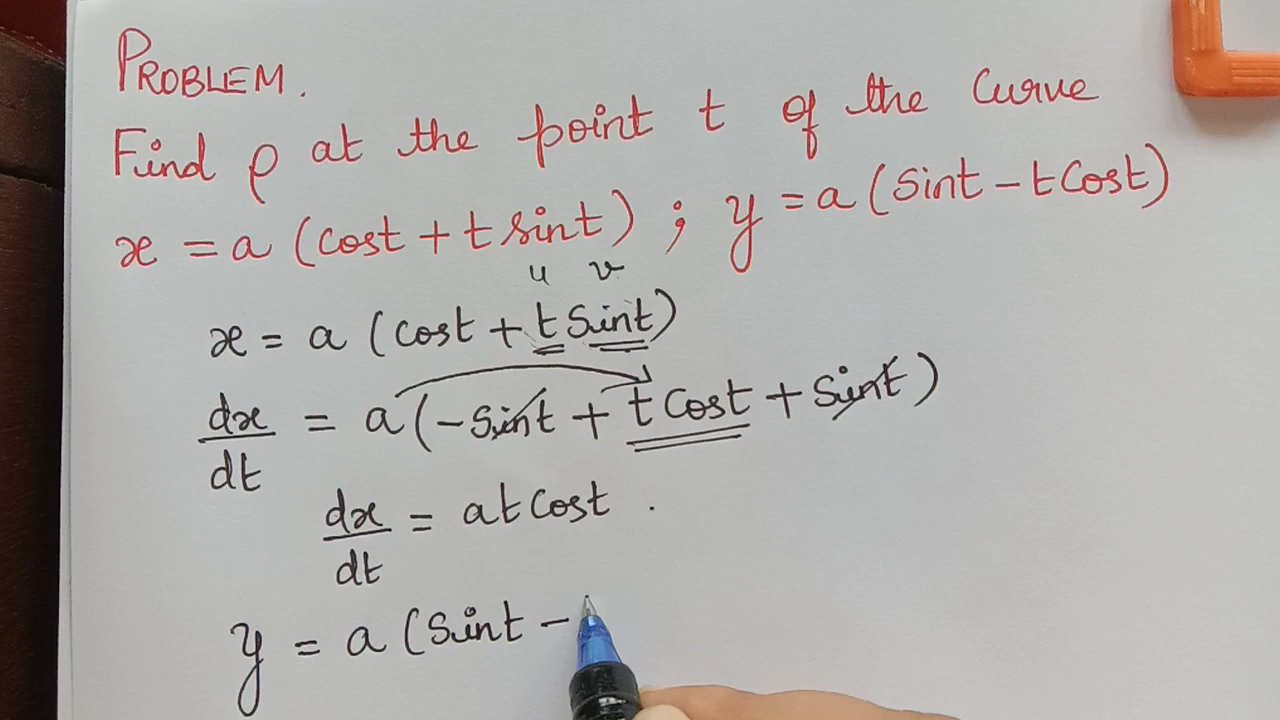 PROBLEM.
Find ρ at the point t of the Curve
x = a (Cost + t Sint) ; y = a (Sint - t Cost)
u v
x = a (Cost + t Sint)
dx/dt = a (-Sint + t Cost + Sint)
dx/dt = at Cost .
y = a (Sint -